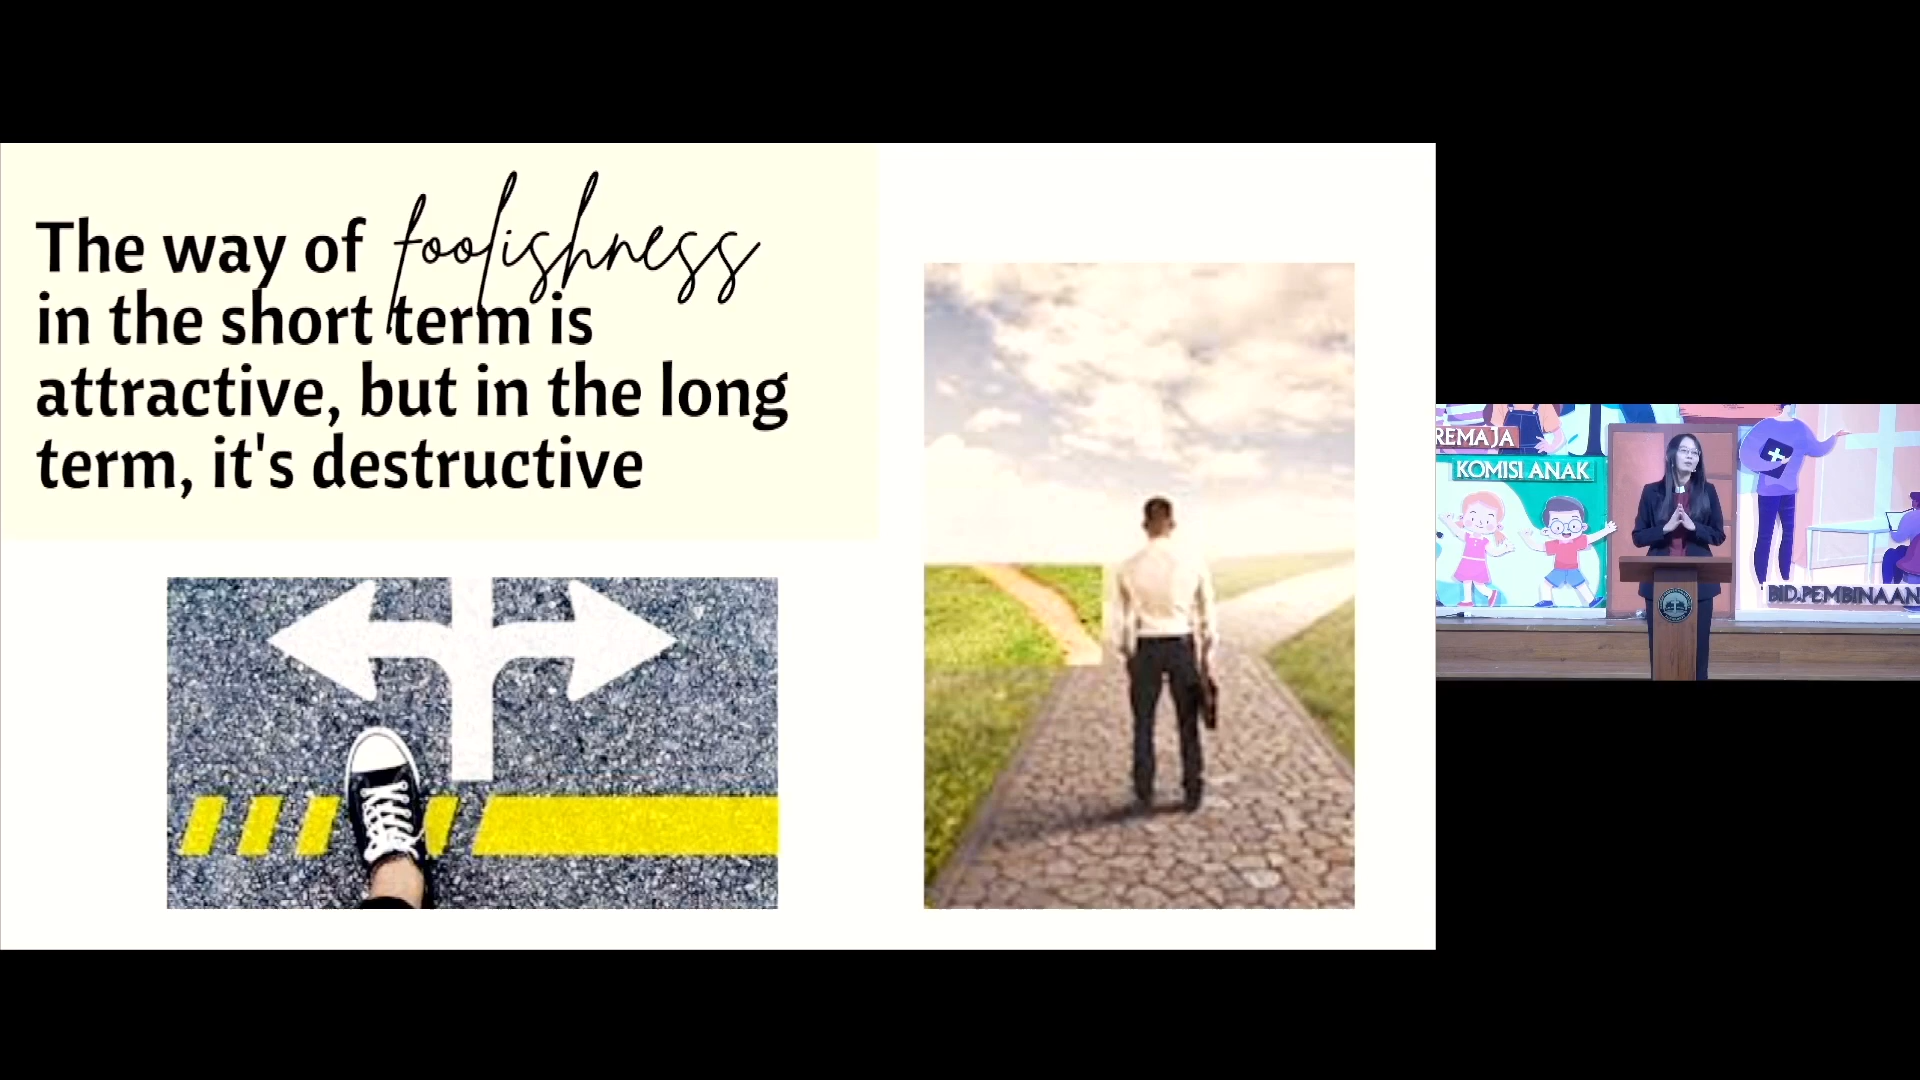 The way of foolishness
in the short term is
attractive, but in the long
term, it's destructive
REMAJA
KOMISI ANAK
BID.PEMBINAAN